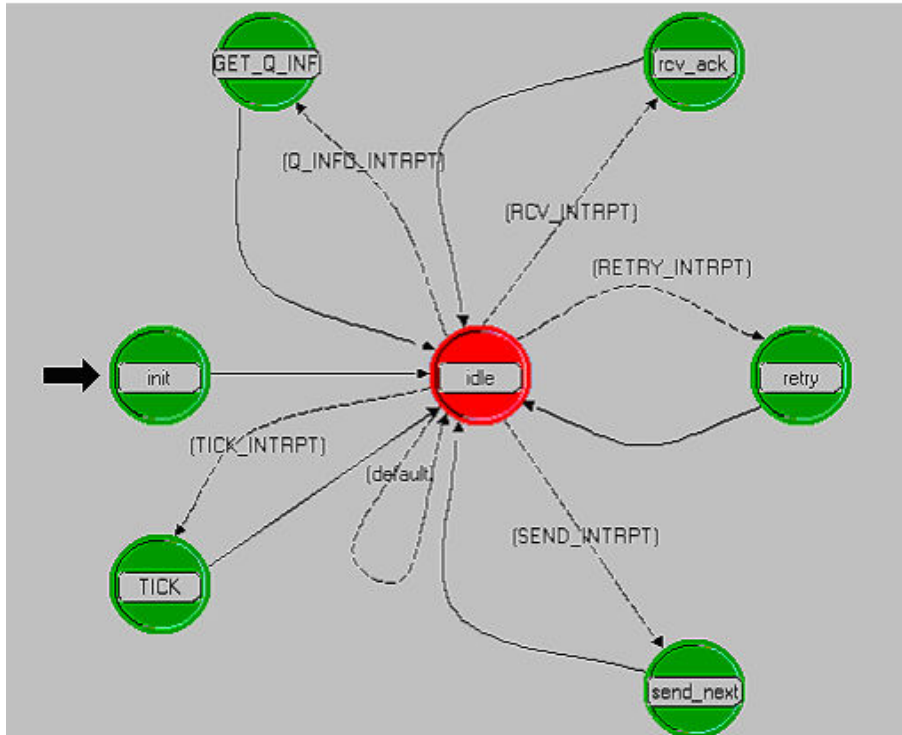 GET_Q_INF
rcv_ack
(Q_INFO_INTRPT)
(RCV_INTRPT)
(RETRY_INTRPT)
init
idle
retry
(TICK_INTRPT)
(default)
(SEND_INTRPT)
TICK
send_next